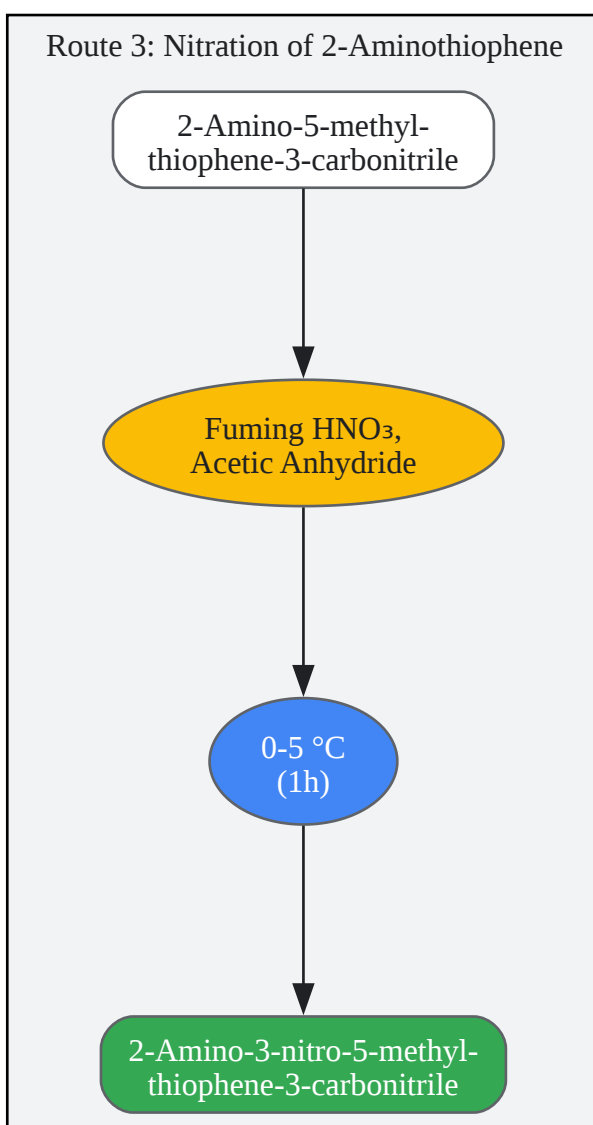 Route 3: Nitration of 2-Aminothiophene
2-Amino-5-methyl-
thiophene-3-carbonitrile
Fuming HNO₃,
Acetic Anhydride
0-5 °C
(1h)
2-Amino-3-nitro-5-methyl-
thiophene-3-carbonitrile